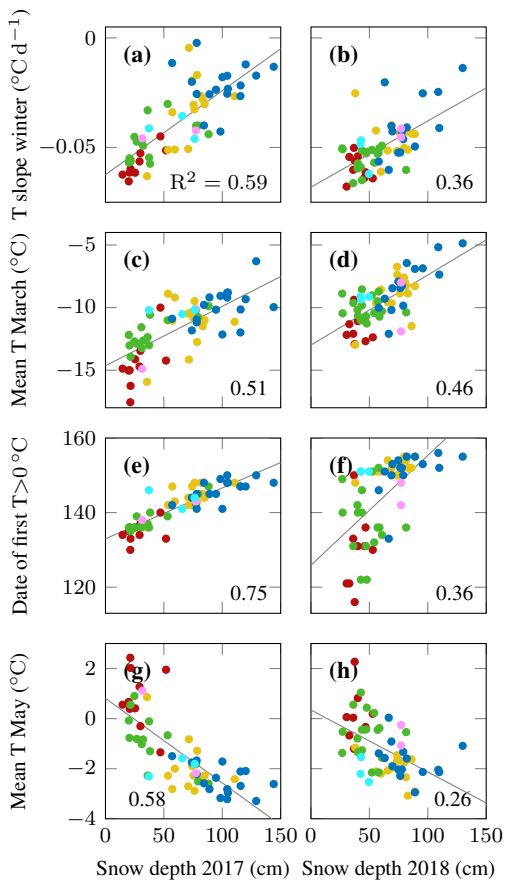 0
−0.05
T slope winter (°C d⁻¹)
(a)
R² = 0.59
(b)
0.36
−5
−10
−15
Mean T March (°C)
(c)
0.51
(d)
0.46
160
140
120
Date of first T>0 °C
(e)
0.75
(f)
0.36
2
0
−2
−4
Mean T May (°C)
(g)
0.58
(h)
0.26
0 50 100 150 0 50 100 150
Snow depth 2017 (cm) Snow depth 2018 (cm)